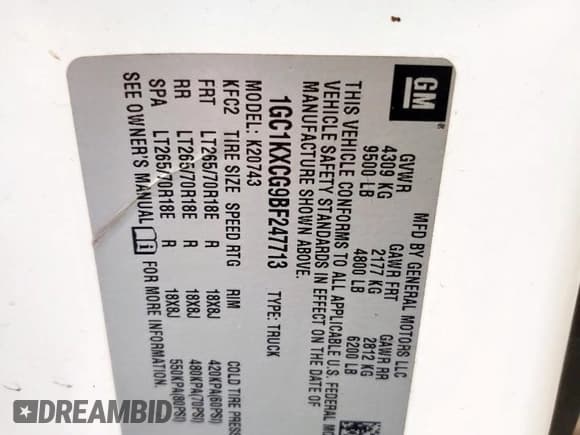 GM
®
MFD BY GENERAL MOTORS LLC
GVWR GAWR FRT GAWR RR
4309 KG 2177 KG 2812 KG
9500 LB 4800 LB 6200 LB
THIS VEHICLE CONFORMS TO ALL APPLICABLE U.S. FEDERAL MOTOR
VEHICLE SAFETY STANDARDS IN EFFECT ON THE DATE OF
MANUFACTURE SHOWN ABOVE.
1GC1KXCG9BF247713 TYPE: TRUCK
MODEL: K20743
KFC2 TIRE SIZE SPEED RTG RIM COLD TIRE PRESS
FRT LT265/70R18E R 18X8J 420KPA(60PSI)
RR LT265/70R18E R 18X8J 480KPA(70PSI)
SPA LT265/70R18E R 18X8J 550KPA(80PSI)
SEE OWNER'S MANUAL FOR MORE INFORMATION.
DREAMBID